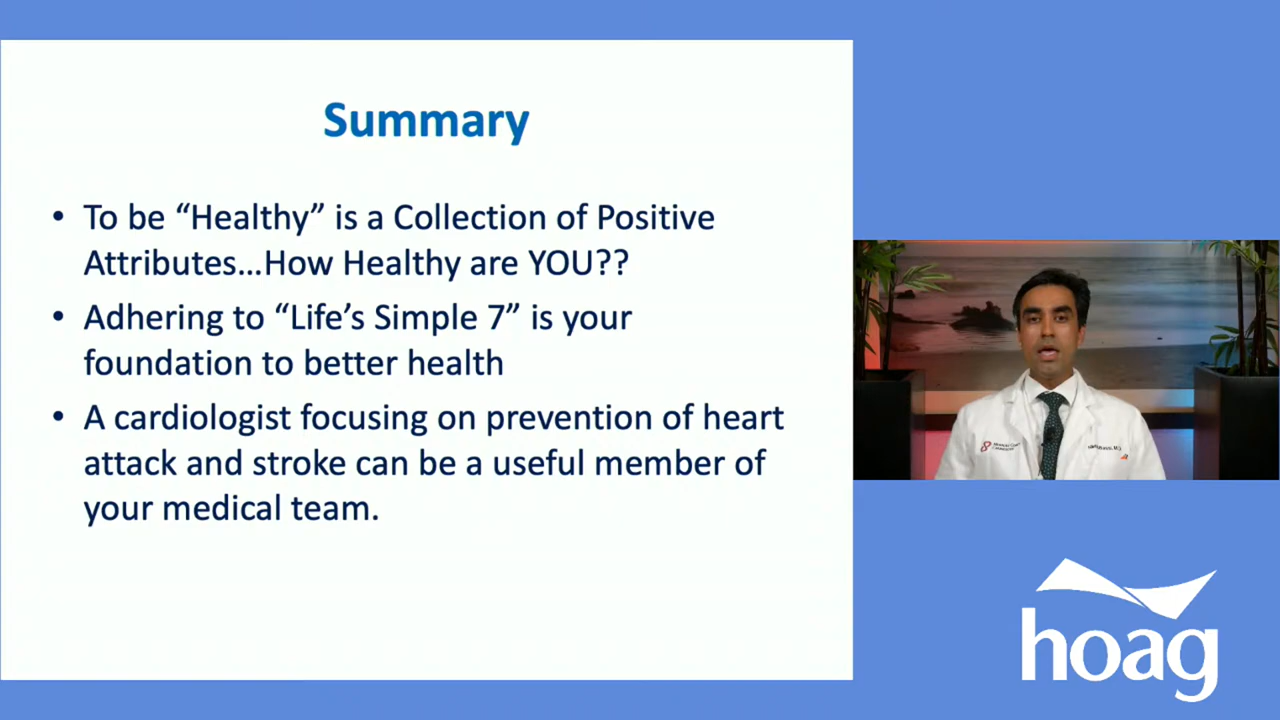 Summary
• To be “Healthy” is a Collection of Positive
Attributes...How Healthy are YOU??
• Adhering to “Life’s Simple 7” is your
foundation to better health
• A cardiologist focusing on prevention of heart
attack and stroke can be a useful member of
your medical team.
hoag